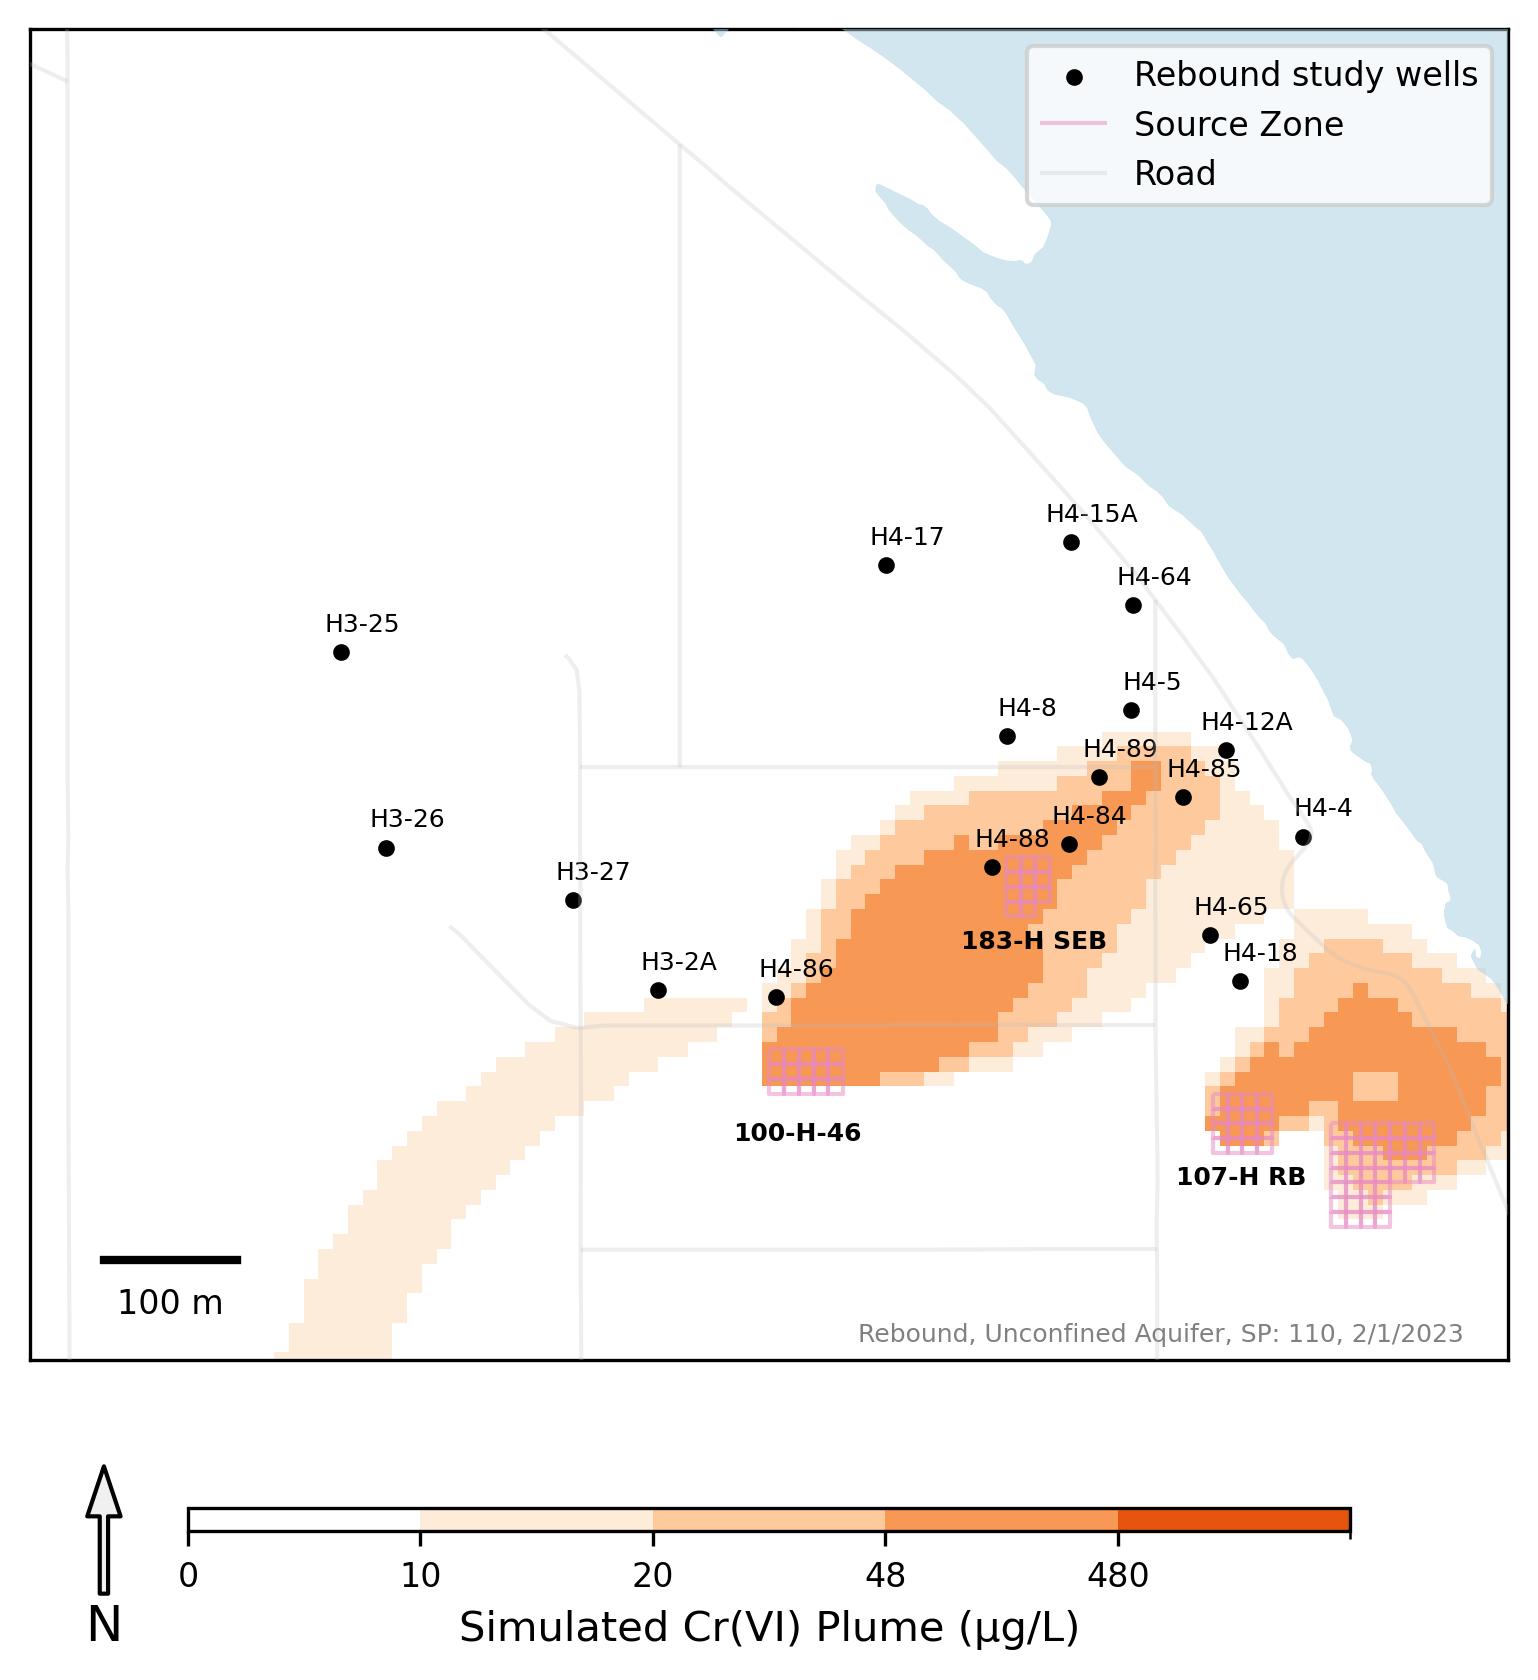 Rebound study wells
Source Zone
Road
H4-15A
H4-17
H4-64
H3-25
H4-5
H4-8
H4-12A
H4-89
H4-85
H4-4
H4-84
H3-26
H4-88
H3-27
H4-65
183-H SEB
H4-18
H3-2A
H4-86
100-H-46
107-H RB
100 m
Rebound, Unconfined Aquifer, SP: 110, 2/1/2023
0 10 20 48 480
N
Simulated Cr(VI) Plume (μg/L)